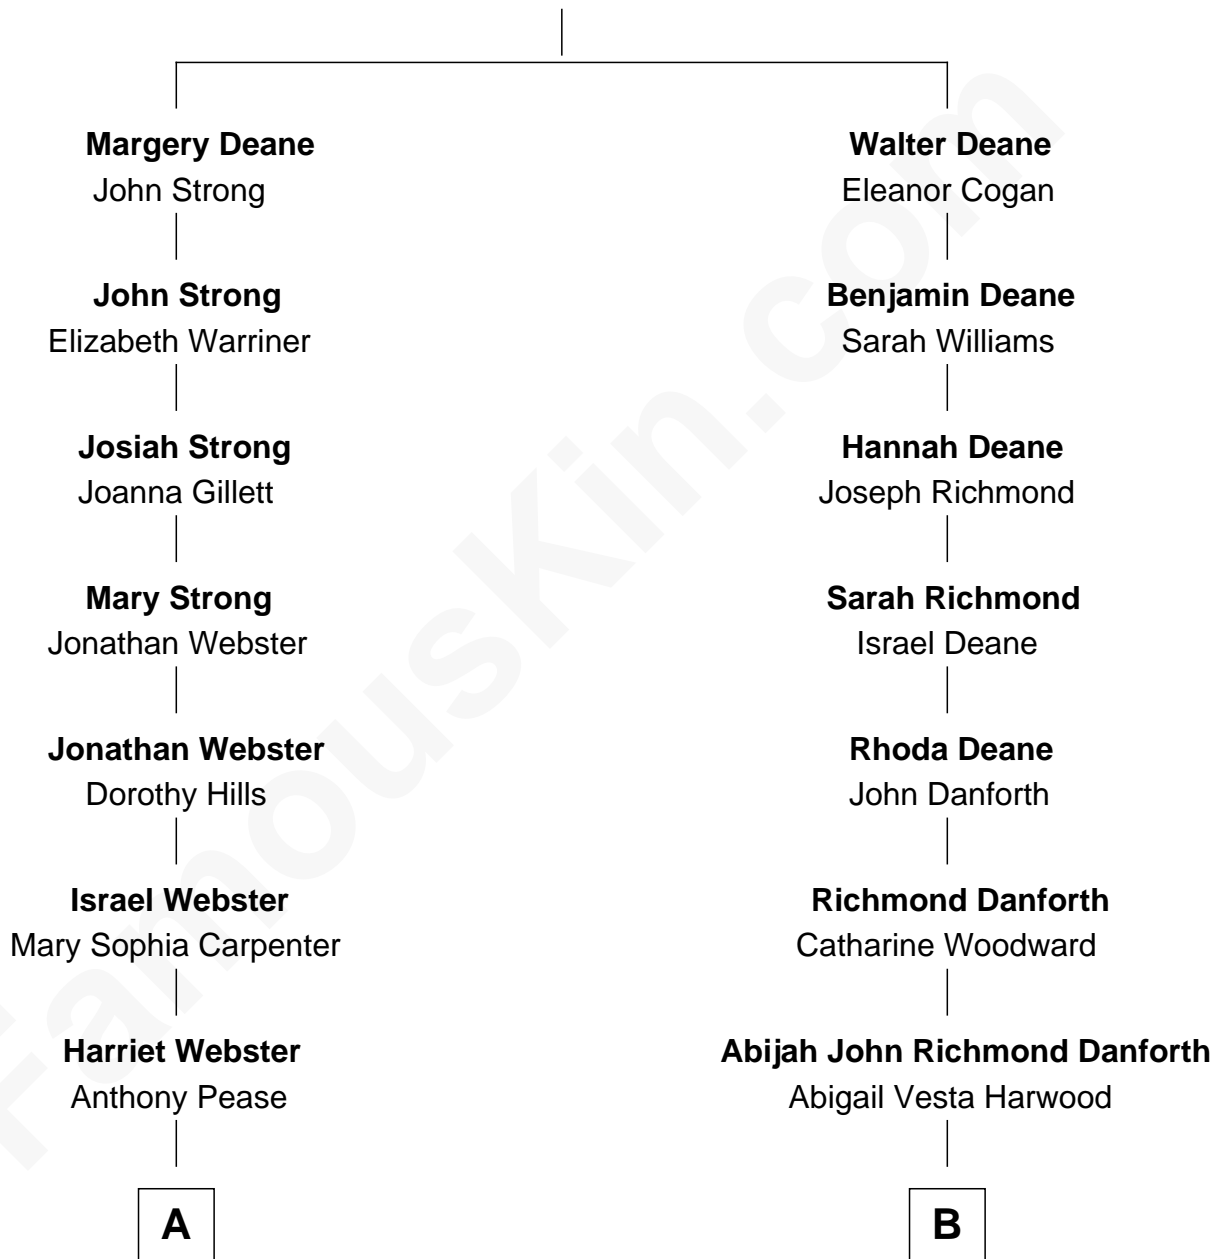 Margery Deane
John Strong
John Strong
Elizabeth Warriner
Josiah Strong
Joanna Gillett
Mary Strong
Jonathan Webster
Jonathan Webster
Dorothy Hills
Israel Webster
Mary Sophia Carpenter
Harriet Webster
Anthony Pease
A
Walter Deane
Eleanor Cogan
Benjamin Deane
Sarah Williams
Hannah Deane
Joseph Richmond
Sarah Richmond
Israel Deane
Rhoda Deane
John Danforth
Richmond Danforth
Catharine Woodward
Abijah John Richmond Danforth
Abigail Vesta Harwood
B
FamousKin.com